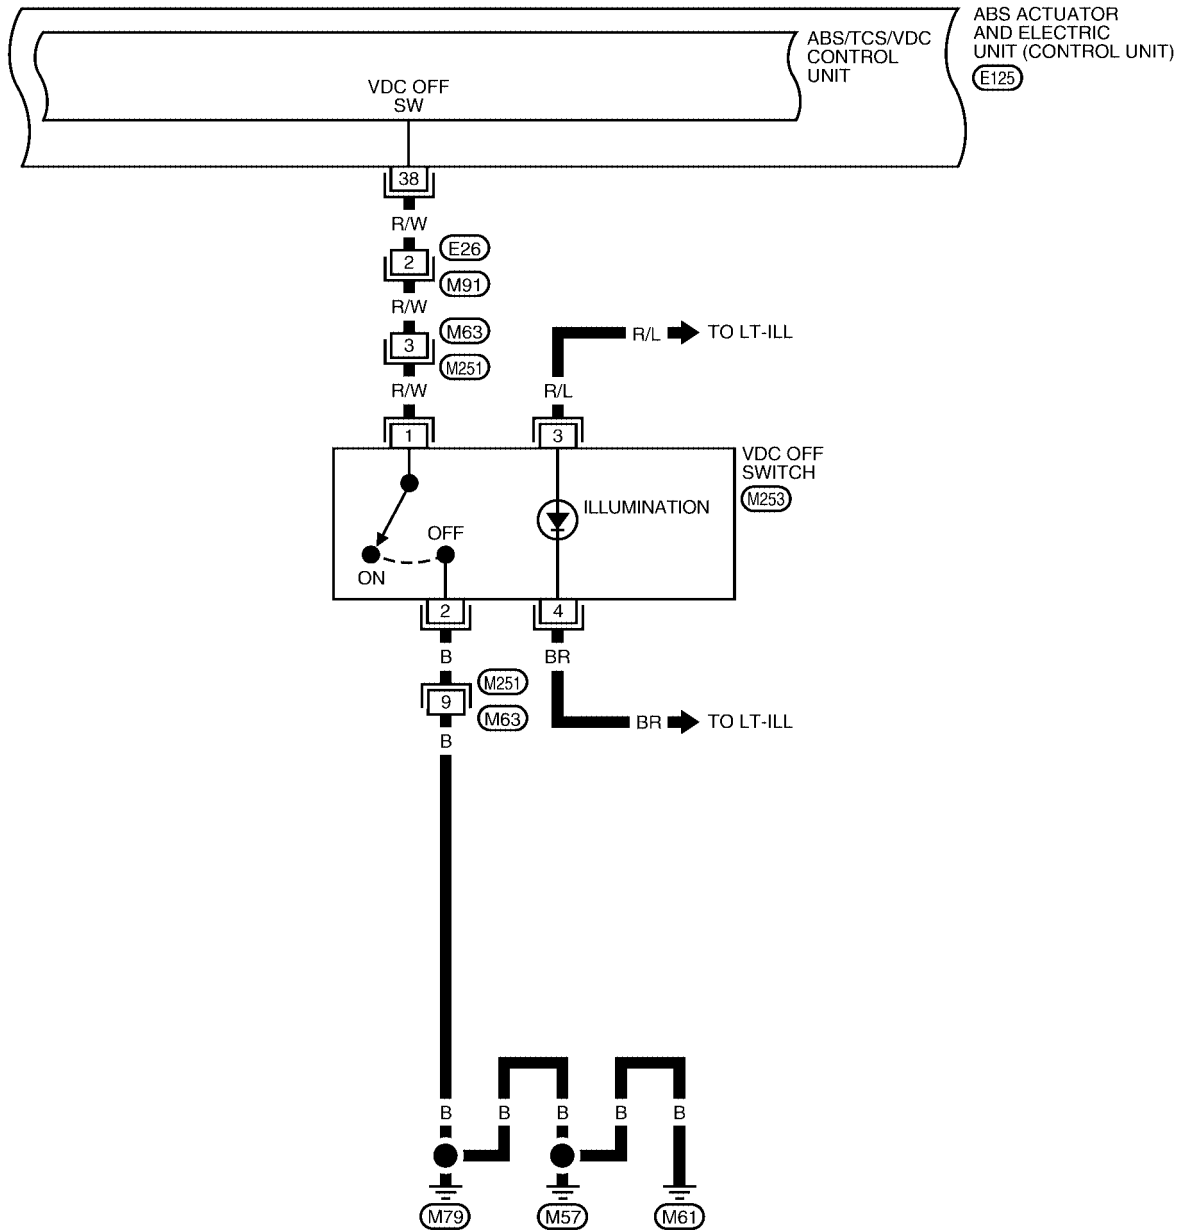 ABS ACTUATOR
AND ELECTRIC
UNIT (CONTROL UNIT)
E125
ABS/TCS/VDC
CONTROL
UNIT
VDC OFF
SW
38
R/W
E26
2
M91
R/W
M63
3
M251
R/W
R/L TO LT-ILL
R/L
1
3
VDC OFF
SWITCH
M253
ILLUMINATION
OFF
ON
2
4
B
BR
M251
9
M63
BR TO LT-ILL
B
B B B B B
M79 M57 M61